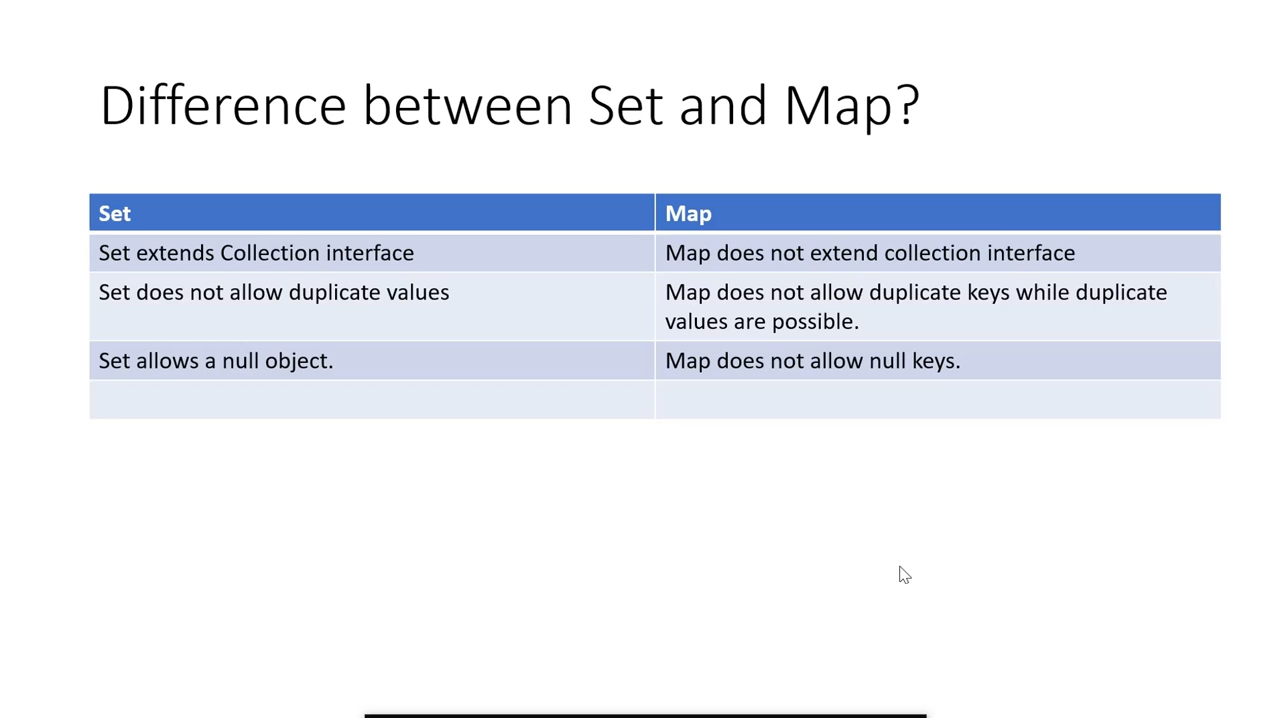 Difference between Set and Map?
Set
Map
Set extends Collection interface
Map does not extend collection interface
Set does not allow duplicate values
Map does not allow duplicate keys while duplicate
values are possible.
Set allows a null object.
Map does not allow null keys.